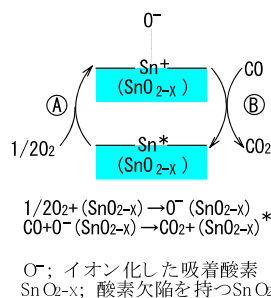 O⁻
Sn⁺
(SnO₂₋ₓ)
CO
Ⓐ
Ⓑ
1/2O₂
Sn*
(SnO₂₋ₓ)
CO₂
1/2O₂+(SnO₂₋ₓ)→O⁻(SnO₂₋ₓ)
CO+O⁻(SnO₂₋ₓ)→CO₂+(SnO₂₋ₓ)*
O⁻; イオン化した吸着酸素
SnO₂₋ₓ; 酸素欠陥を持つSnO₂